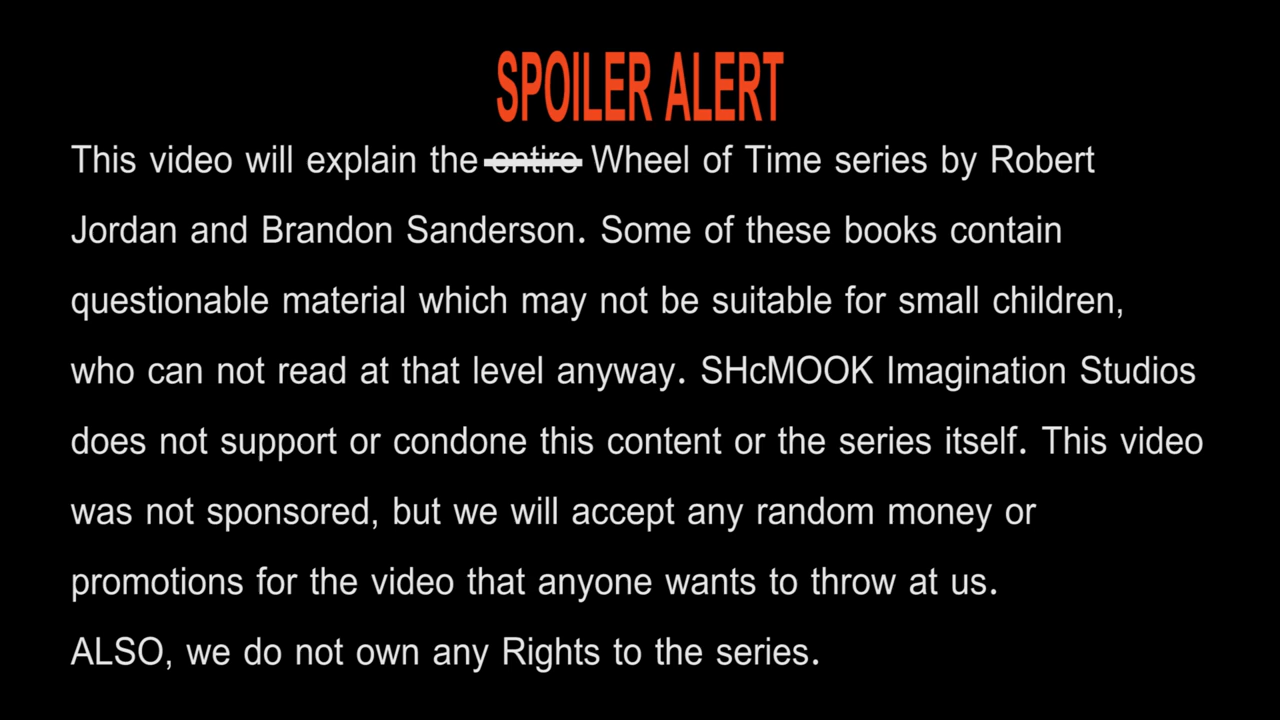 SPOILER ALERT
This video will explain the entire Wheel of Time series by Robert
Jordan and Brandon Sanderson. Some of these books contain
questionable material which may not be suitable for small children,
who can not read at that level anyway. SHcMOOK Imagination Studios
does not support or condone this content or the series itself. This video
was not sponsored, but we will accept any random money or
promotions for the video that anyone wants to throw at us.
ALSO, we do not own any Rights to the series.